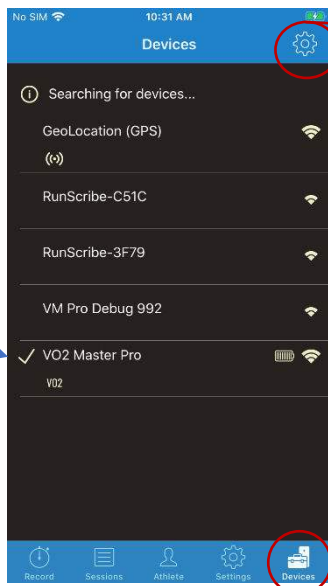 No SIM 10:31 AM
Devices
Searching for devices...
GeoLocation (GPS)
RunScribe-C51C
RunScribe-3F79
VM Pro Debug 992
VO2 Master Pro
VO2
Record Sessions Athlete Settings Devices